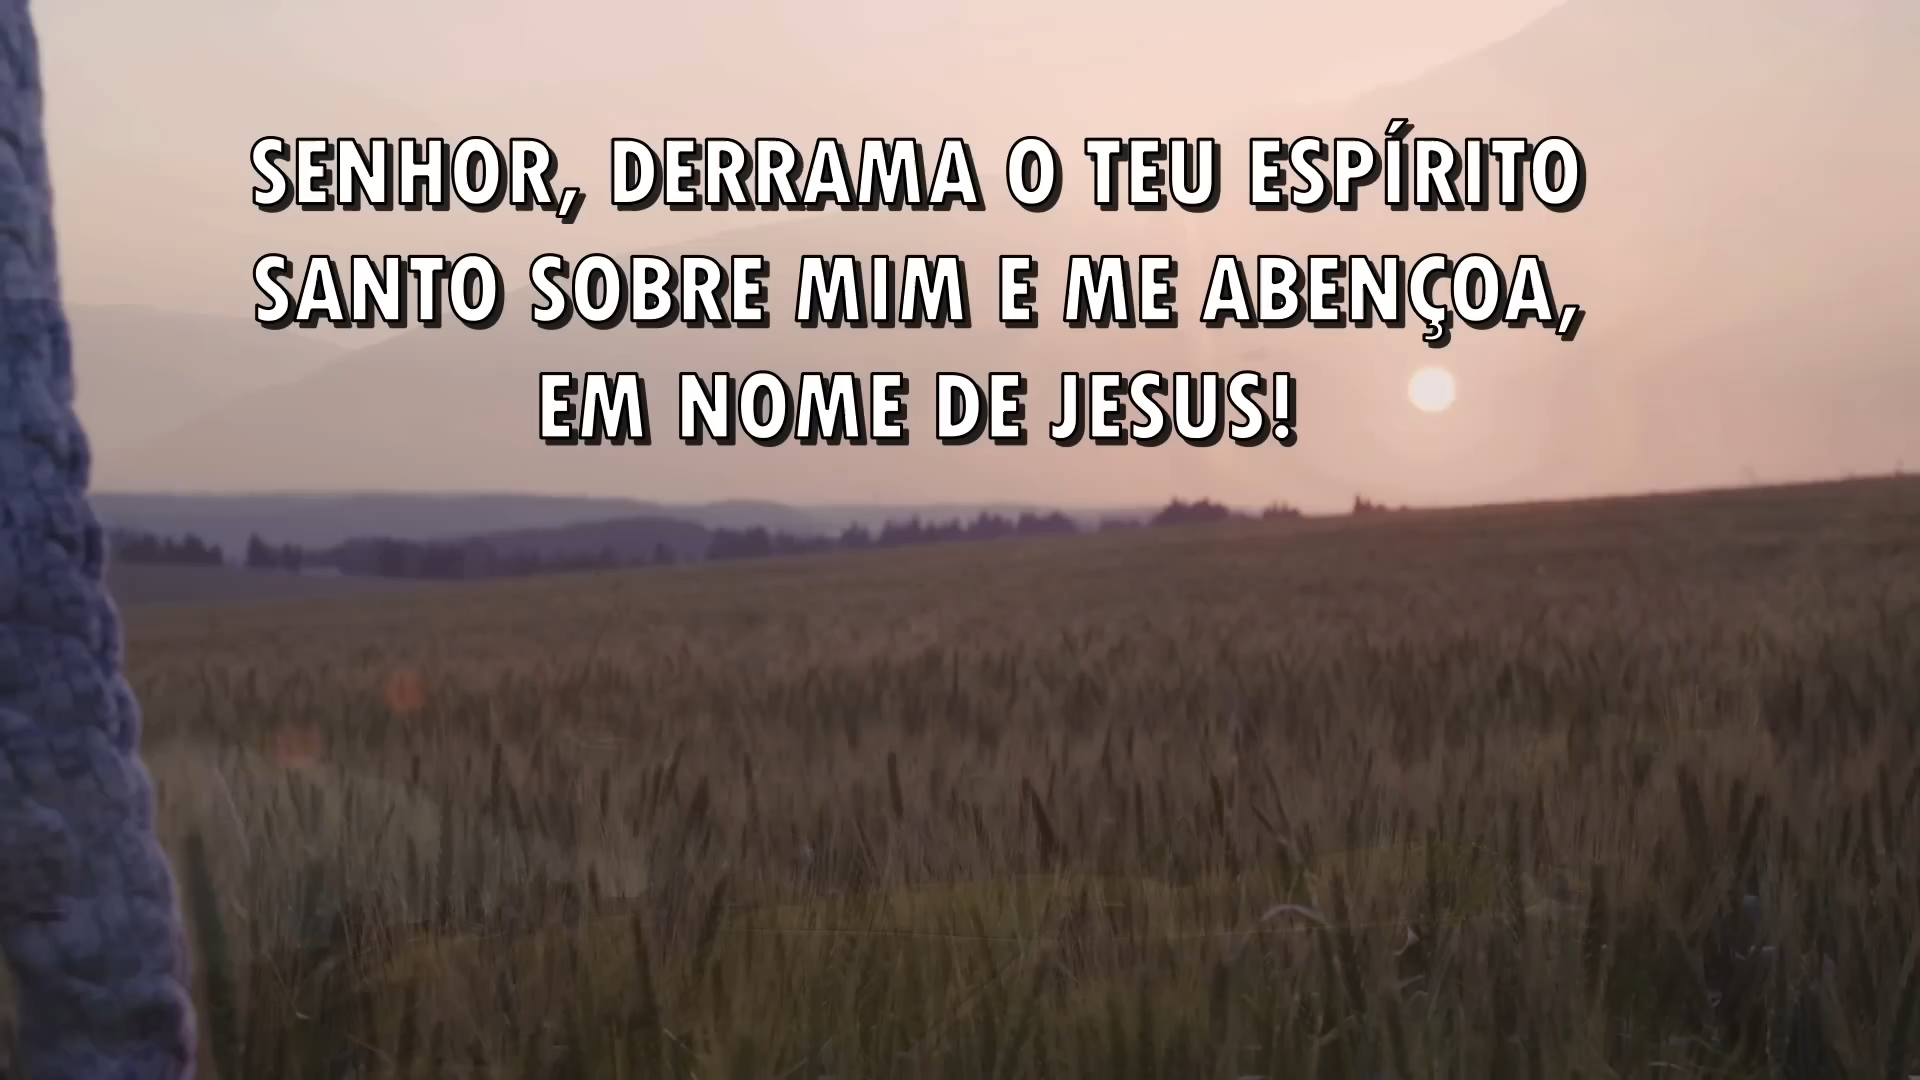 SENHOR, DERRAMA O TEU ESPÍRITO
SANTO SOBRE MIM E ME ABENÇOA,
EM NOME DE JESUS!